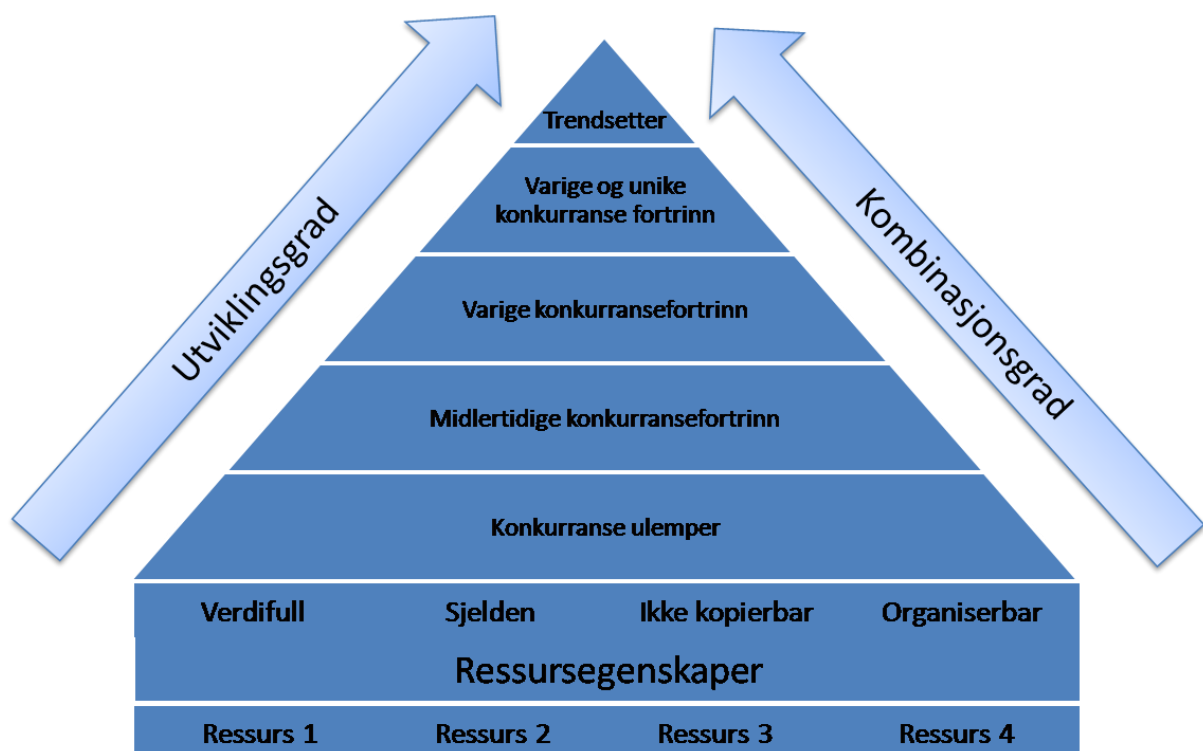 Trendsetter
Varige og unike
konkurranse fortrinn
Utviklingsgrad
Kombinasjonsgrad
Varige konkurransefortrinn
Midlertidige konkurransefortrinn
Konkurranse ulemper
Verdifull Sjelden Ikke kopierbar Organiserbar
Ressursegenskaper
Ressurs 1 Ressurs 2 Ressurs 3 Ressurs 4